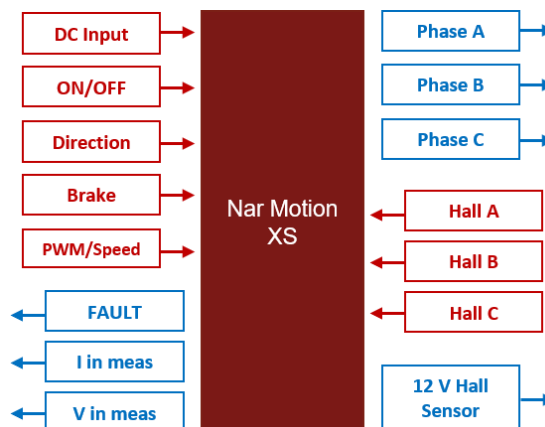 DC Input
ON/OFF
Direction
Brake
PWM/Speed
FAULT
I in meas
V in meas
Nar Motion
XS
Phase A
Phase B
Phase C
Hall A
Hall B
Hall C
12 V Hall
Sensor